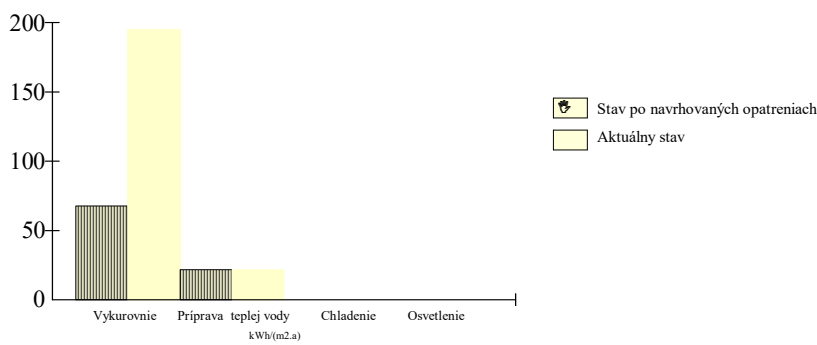 200
150
100
50
0
Vykurovnie Príprava teplej vody Chladenie Osvetlenie
kWh/(m2.a)
Stav po navrhovaných opatreniach
Aktuálny stav